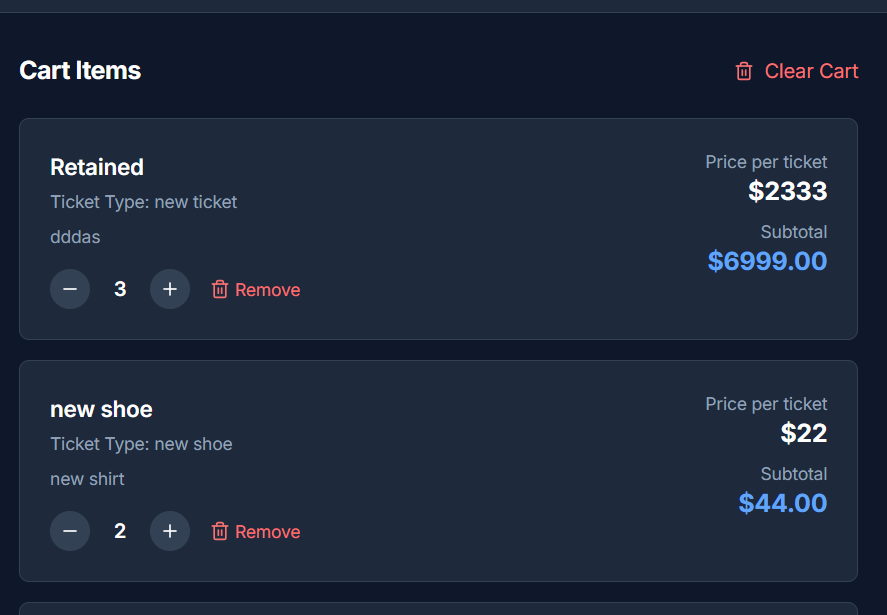 Cart Items
Clear Cart
Retained
Ticket Type: new ticket
dddas
3
Remove
Price per ticket
$2333
Subtotal
$6999.00
new shoe
Ticket Type: new shoe
new shirt
2
Remove
Price per ticket
$22
Subtotal
$44.00